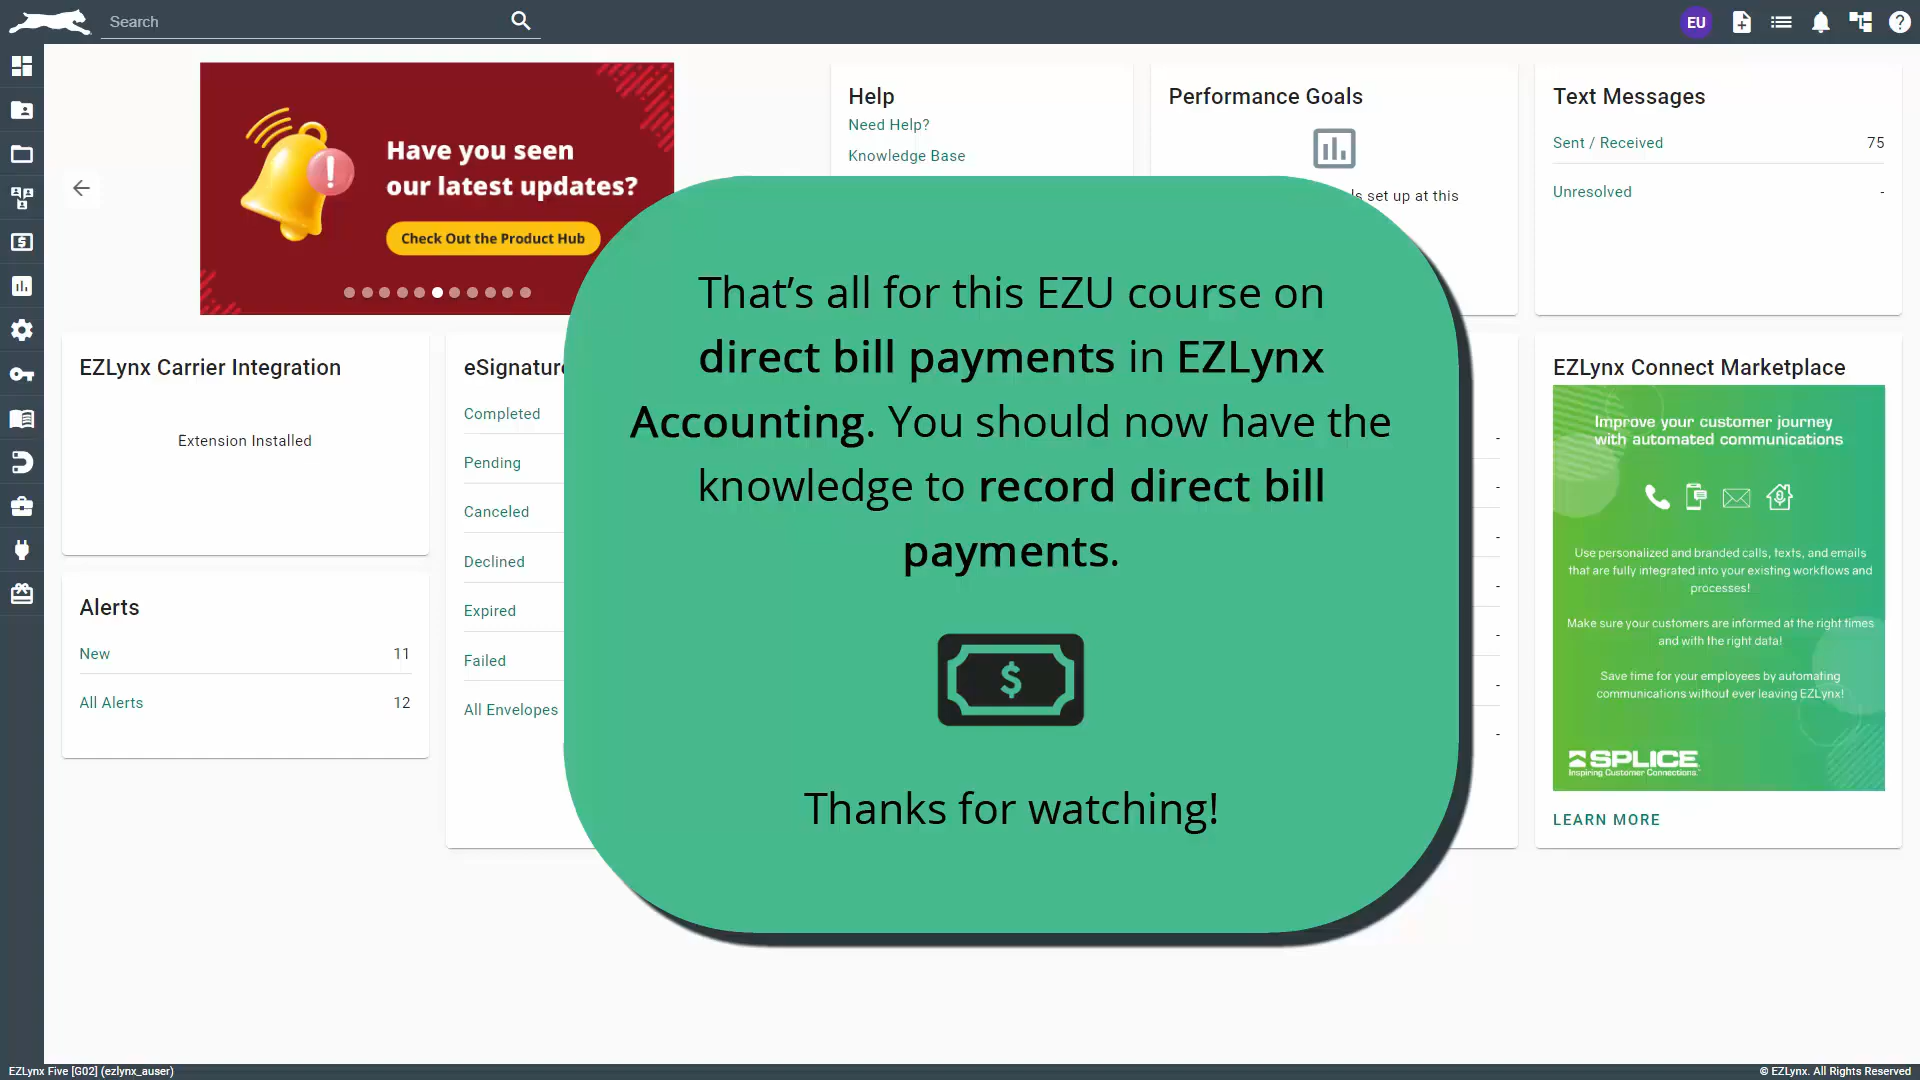 Search
EU
Have you seen
our latest updates?
Check Out the Product Hub
Help
Need Help?
Knowledge Base
Performance Goals
set up at this
Text Messages
Sent / Received 75
Unresolved -
EZLynx Carrier Integration
Extension Installed
Alerts
New 11
All Alerts 12
Completed
Pending
Canceled
Declined
Expired
Failed
All Envelopes
That's all for this EZU course on
direct bill payments in EZLynx
Accounting. You should now have the
knowledge to record direct bill
payments.
$
Thanks for watching!
-
-
-
-
-
-
-
EZLynx Connect Marketplace
Improve your customer journey
with automated communications
Use personalized and branded calls, texts, and emails
that are fully integrated into your existing workflows and
processes!
Make sure your customers are informed at the right times
and with the right data!
Save time for your employees by automating
communications without ever leaving EZLynx!
SPLICE
Inspiring Customer Connections.™
LEARN MORE
EZLynx Five [G02] (ezlynx_auser)
© EZLynx. All Rights Reserved